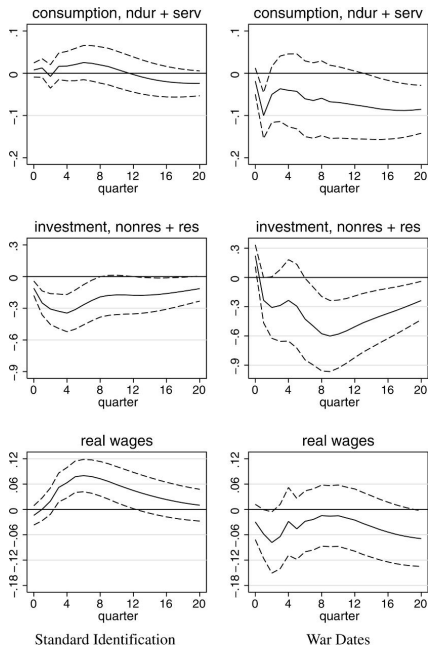 consumption, ndur + serv
.1
0
-.1
-.2
0 4 8 12 16 20
quarter
consumption, ndur + serv
.1
0
-.1
-.2
0 4 8 12 16 20
quarter
investment, nonres + res
.3
0
-.3
-.6
-.9
0 4 8 12 16 20
quarter
investment, nonres + res
.3
0
-.3
-.6
-.9
0 4 8 12 16 20
quarter
real wages
.12
.06
0
-.06
-.12
-.18
0 4 8 12 16 20
quarter
real wages
.12
.06
0
-.06
-.12
-.18
0 4 8 12 16 20
quarter
Standard Identification
War Dates